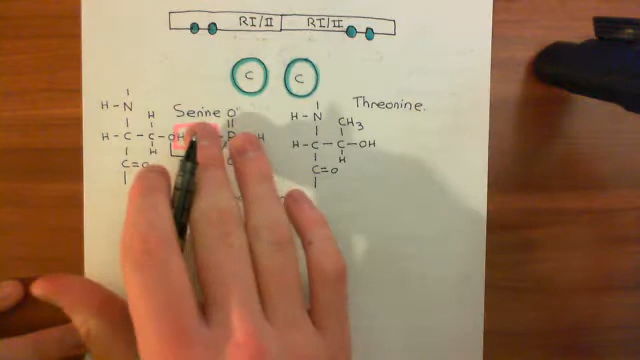 RI/II RI/II
C C
Serine
Threonine.
H-N
H
H-C-C-OH
H
C=O
O
H
H-N
CH3
H-C-C-OH
H
C=O